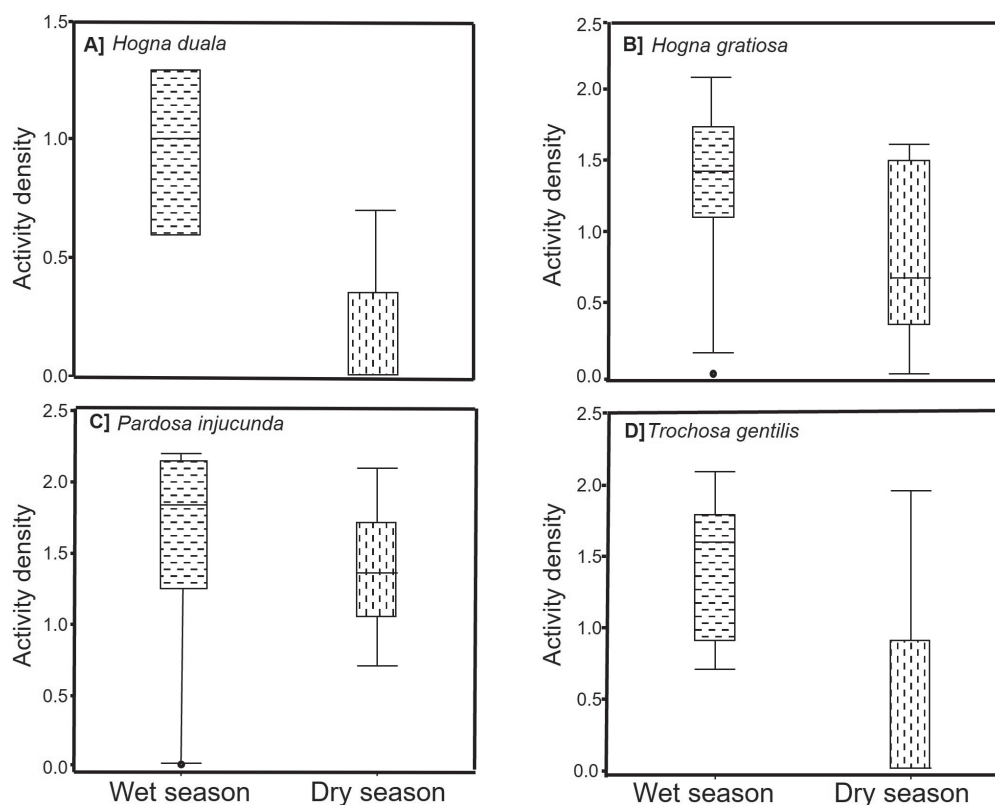 A] Hogna duala
Activity density
1.5
1.0
0.5
0.0
B] Hogna gratiosa
Activity density
2.5
2.0
1.5
1.0
0.5
0.0
C] Pardosa injucunda
Activity density
2.5
2.0
1.5
1.0
0.5
0.0
Wet season Dry season
D] Trochosa gentilis
Activity density
2.5
2.0
1.5
1.0
0.5
0.0
Wet season Dry season